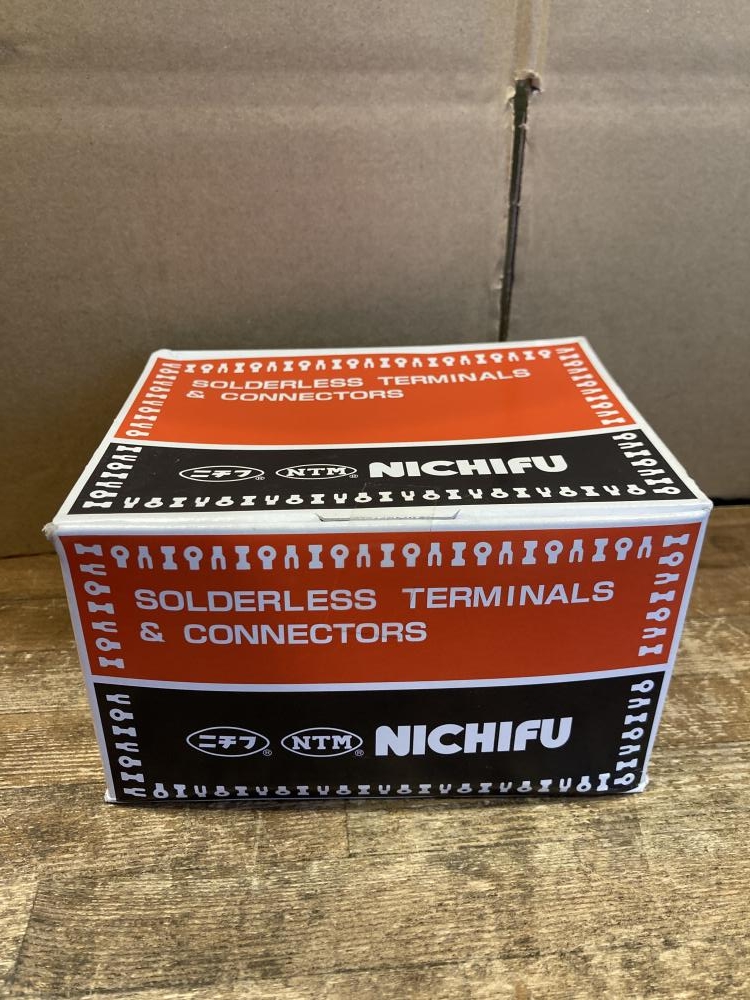 SOLDERLESS TERMINALS
& CONNECTORS
ニチフ® NTM® NICHIFU
SOLDERLESS TERMINALS
& CONNECTORS
ニチフ® NTM® NICHIFU